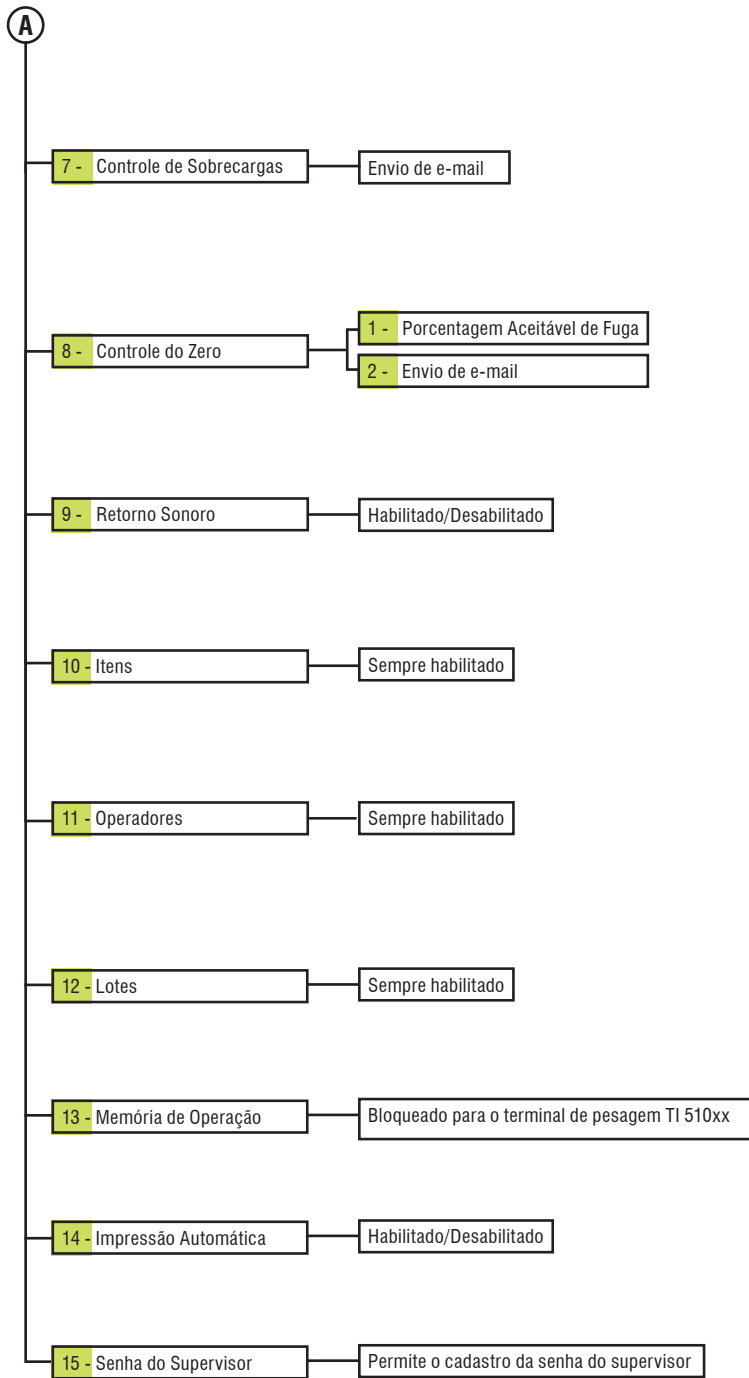 A
7 - Controle de Sobrecargas
Envio de e-mail
8 - Controle do Zero
1 - Porcentagem Aceitável de Fuga
2 - Envio de e-mail
9 - Retorno Sonoro
Habilitado/Desabilitado
10 - Itens
Sempre habilitado
11 - Operadores
Sempre habilitado
12 - Lotes
Sempre habilitado
13 - Memória de Operação
Bloqueado para o terminal de pesagem TI 510xx
14 - Impressão Automática
Habilitado/Desabilitado
15 - Senha do Supervisor
Permite o cadastro da senha do supervisor